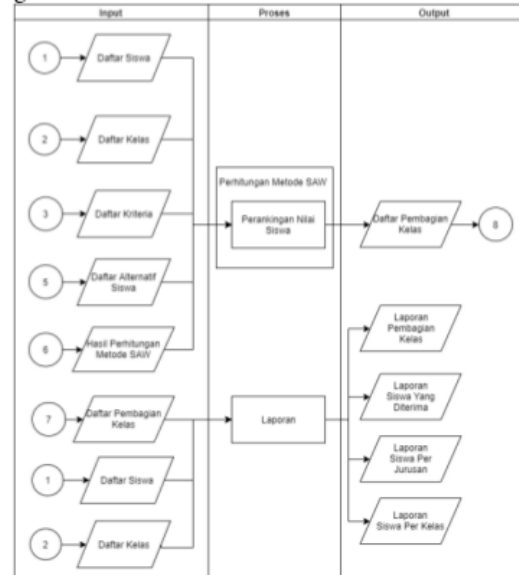 g
Input
Proses
Output
1
Daftar Siswa
2
Daftar Kelas
3
Daftar Kriteria
5
Daftar Alternatif
Siswa
6
Hasil Perhitungan
Metode SAW
Perhitungan Metode SAW
Perankingan Nilai
Siswa
Daftar Pembagian
Kelas
8
7
Daftar Pembagian
Kelas
1
Daftar Siswa
2
Daftar Kelas
Laporan
Laporan
Pembagian
Kelas
Laporan
Siswa Yang
Diterima
Laporan
Siswa Per
Jurusan
Laporan
Siswa Per Kelas